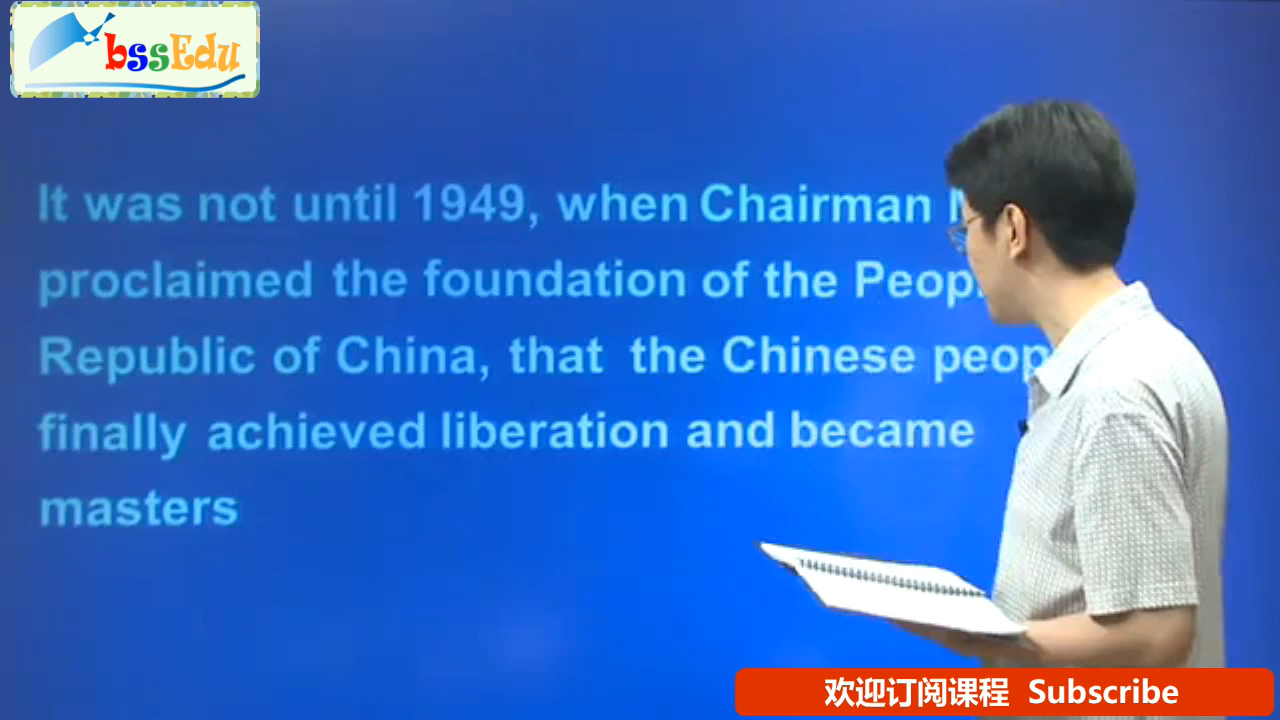 bssEdu
It was not until 1949, when Chairman
proclaimed the foundation of the
Republic of China, that the Chinese
finally achieved liberation and became
masters
欢迎订阅课程 Subscribe